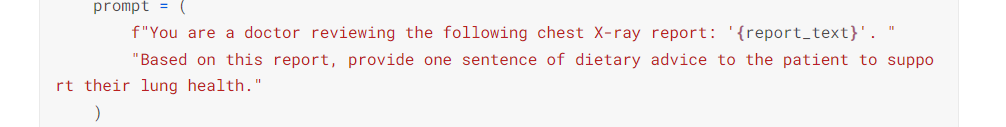 prompt = (
f"You are a doctor reviewing the following chest X-ray report: '{report_text}'. "
"Based on this report, provide one sentence of dietary advice to the patient to suppo
rt their lung health."
)